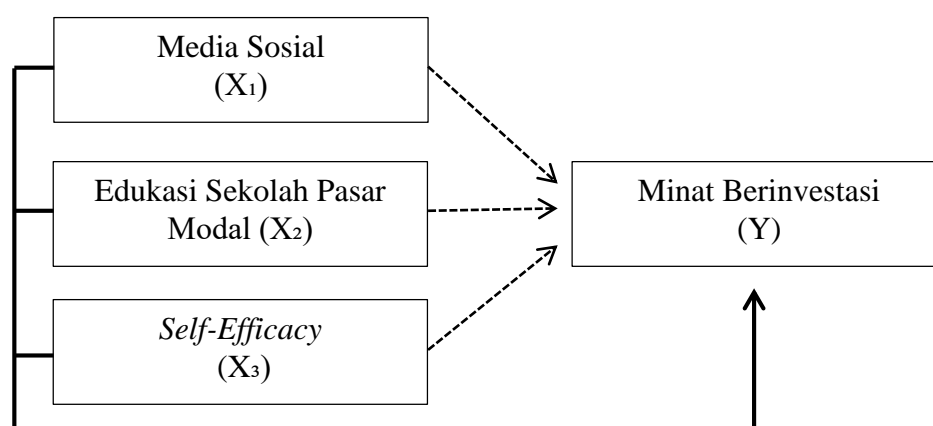 Media Sosial
(X₁)
Edukasi Sekolah Pasar
Modal (X₂)
Self-Efficacy
(X₃)
Minat Berinvestasi
(Y)